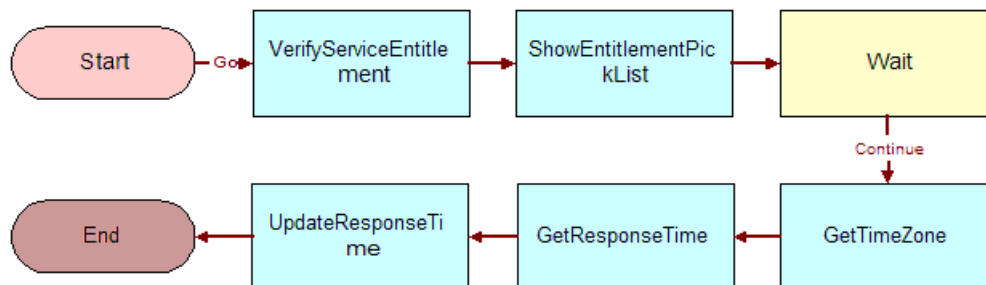 Start
Go
VerifyServiceEntitle
ment
ShowEntitlementPic
kList
Wait
Continue
GetTimeZone
GetResponseTime
UpdateResponseTi
me
End